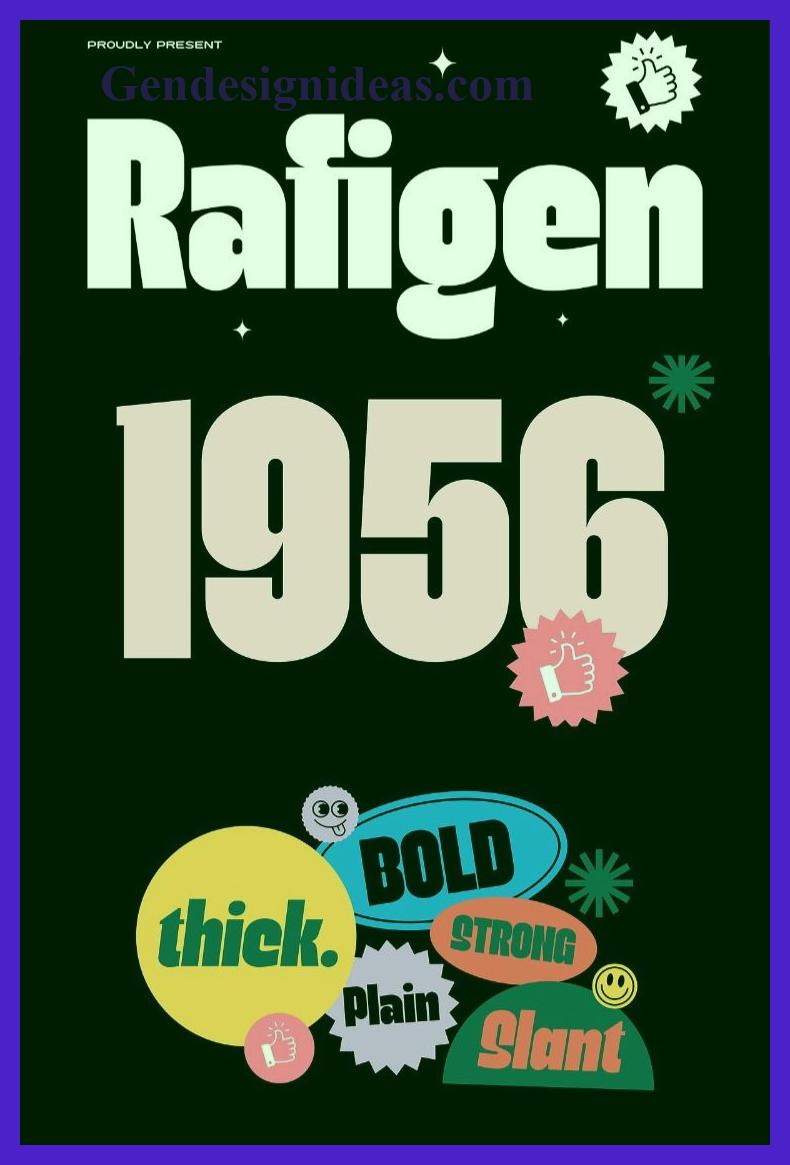 PROUDLY PRESENT
Gendesignideas.com
Rafigen
1956
BOLD
thick.
STRONG
Plain
Slant